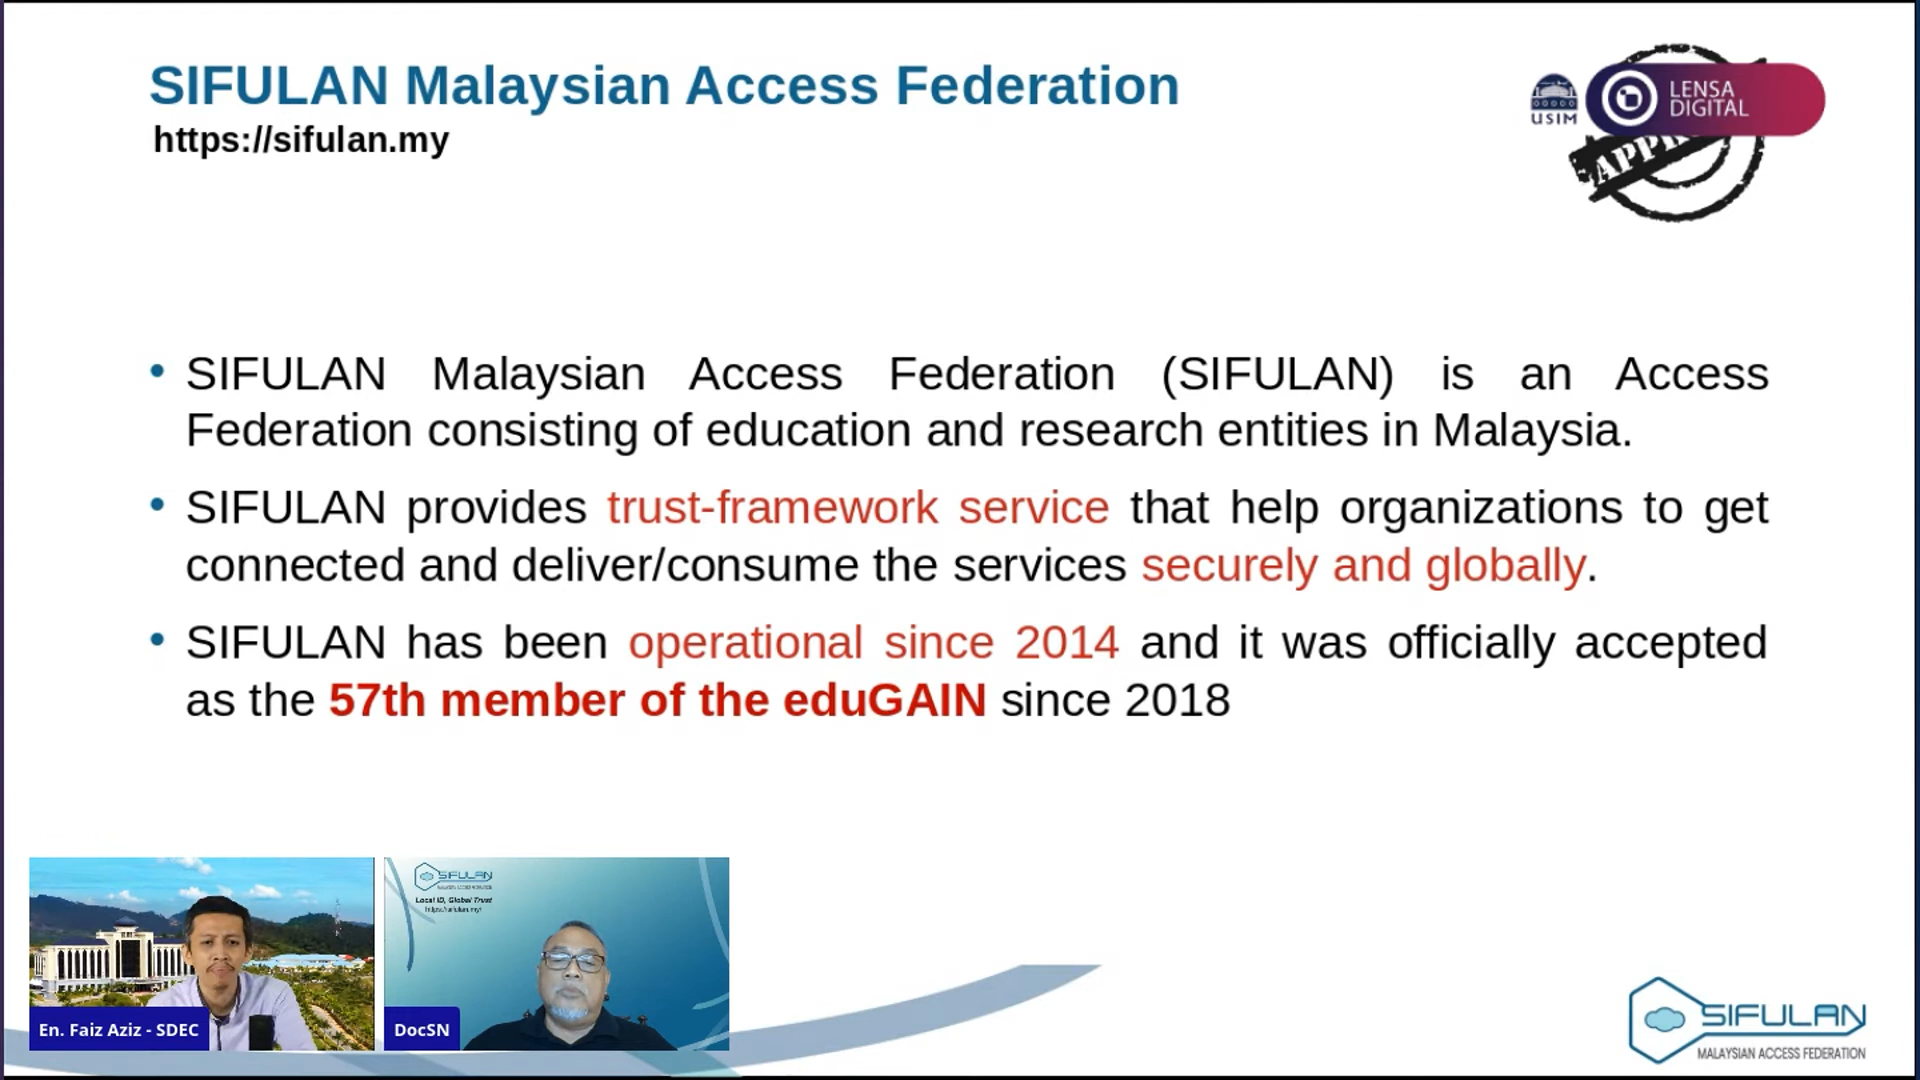 SIFULAN Malaysian Access Federation
https://sifulan.my
USIM
LENSA
DIGITAL
• SIFULAN Malaysian Access Federation (SIFULAN) is an Access
Federation consisting of education and research entities in Malaysia.
• SIFULAN provides trust-framework service that help organizations to get
connected and deliver/consume the services securely and globally.
• SIFULAN has been operational since 2014 and it was officially accepted
as the 57th member of the eduGAIN since 2018
En. Faiz Aziz - SDEC
SIFULAN
Local ID, Global Trust
https://sifulan.my/
DocSN
SIFULAN
MALAYSIAN ACCESS FEDERATION